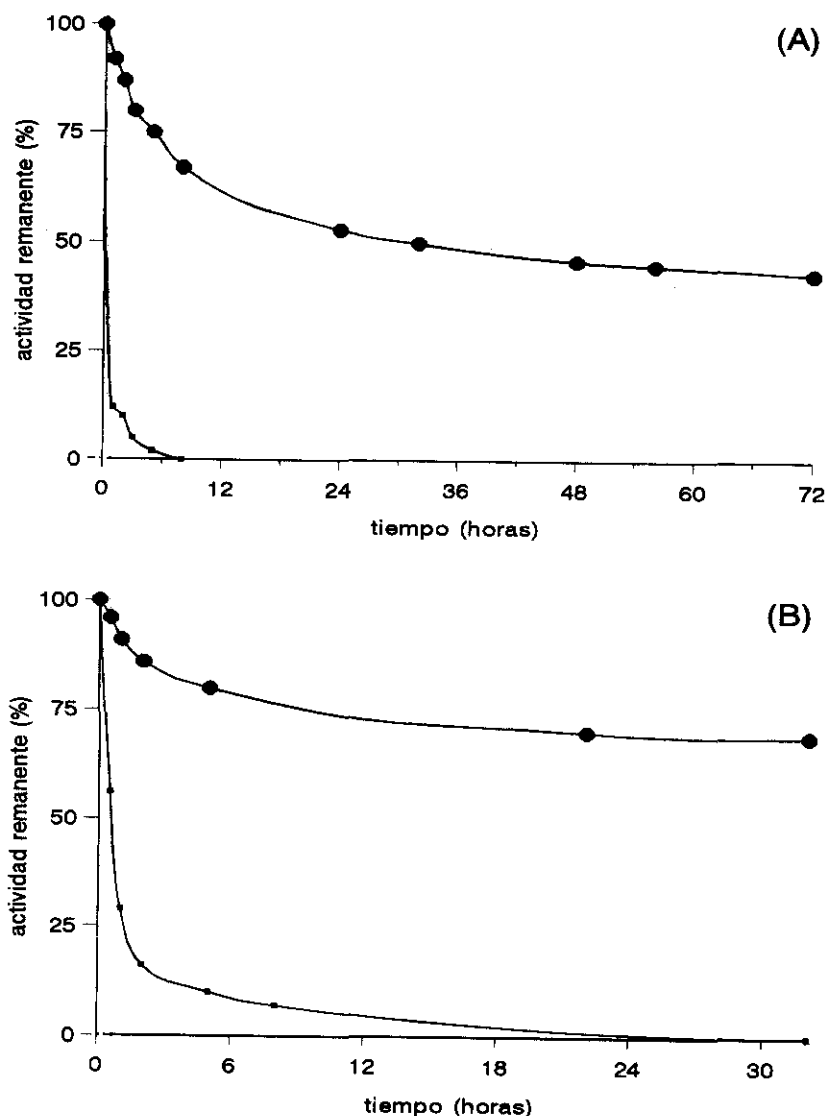 (A)
actividad remanente (%)
100
75
50
25
0
0 12 24 36 48 60 72
tiempo (horas)
(B)
actividad remanente (%)
100
75
50
25
0
0 6 12 18 24 30
tiempo (horas)